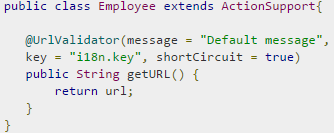 public class Employee extends ActionSupport{
@UrlValidator(message = "Default message",
key = "i18n.key", shortCircuit = true)
public String getURL() {
return url;
}
}